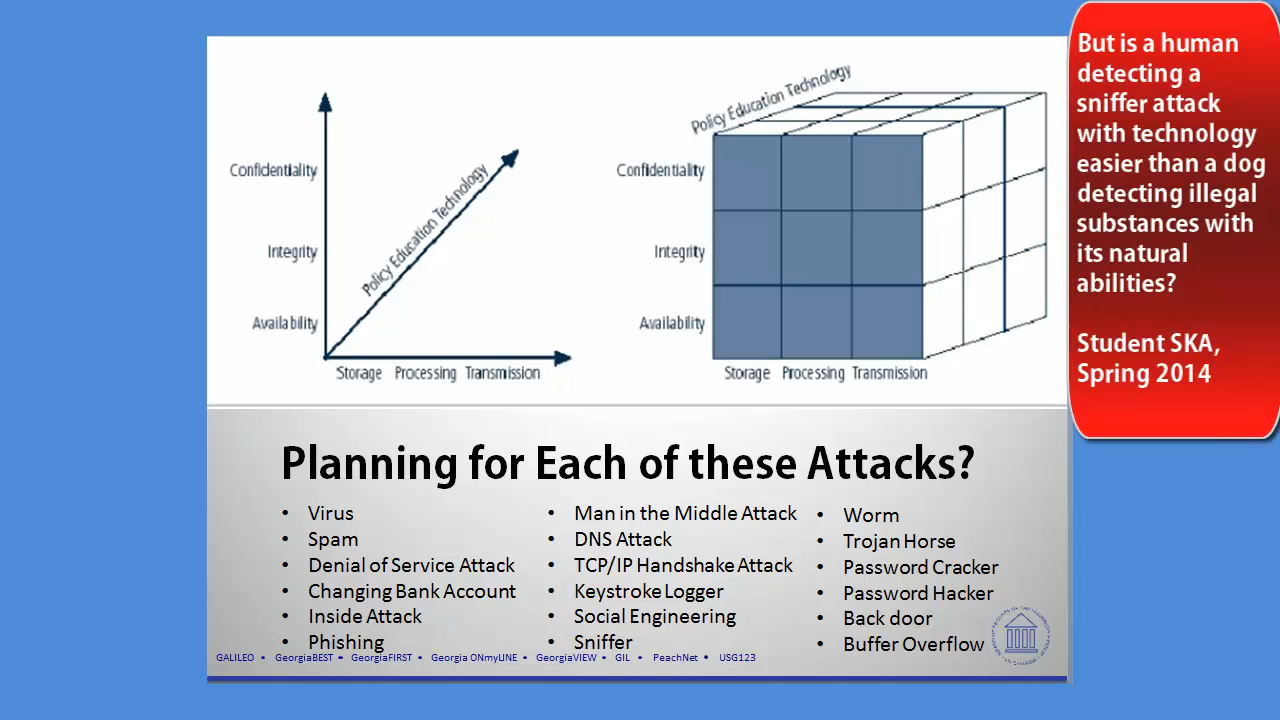 Confidentiality
Integrity
Availability
Policy Education Technology
Storage Processing Transmission
Policy Education Technology
Confidentiality
Integrity
Availability
Storage Processing Transmission
Planning for Each of these Attacks?
• Virus
• Spam
• Denial of Service Attack
• Changing Bank Account
• Inside Attack
• Phishing
• Man in the Middle Attack
• DNS Attack
• TCP/IP Handshake Attack
• Keystroke Logger
• Social Engineering
• Sniffer
• Worm
• Trojan Horse
• Password Cracker
• Password Hacker
• Back door
• Buffer Overflow
GALILEO • GeorgiaBEST • GeorgiaFIRST • Georgia ONmyLINE • GeorgiaVIEW • GIL • PeachNet • USG123
But is a human
detecting a
sniffer attack
with technology
easier than a dog
detecting illegal
substances with
its natural
abilities?
Student SKA,
Spring 2014